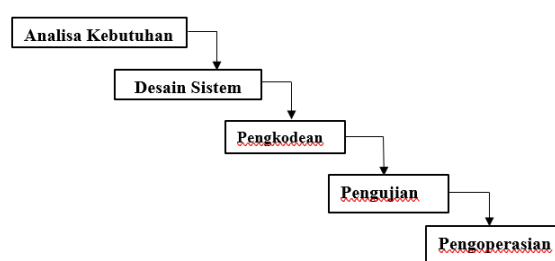 Analisa Kebutuhan
Desain Sistem
Pengkodean
Pengujian
Pengoperasian